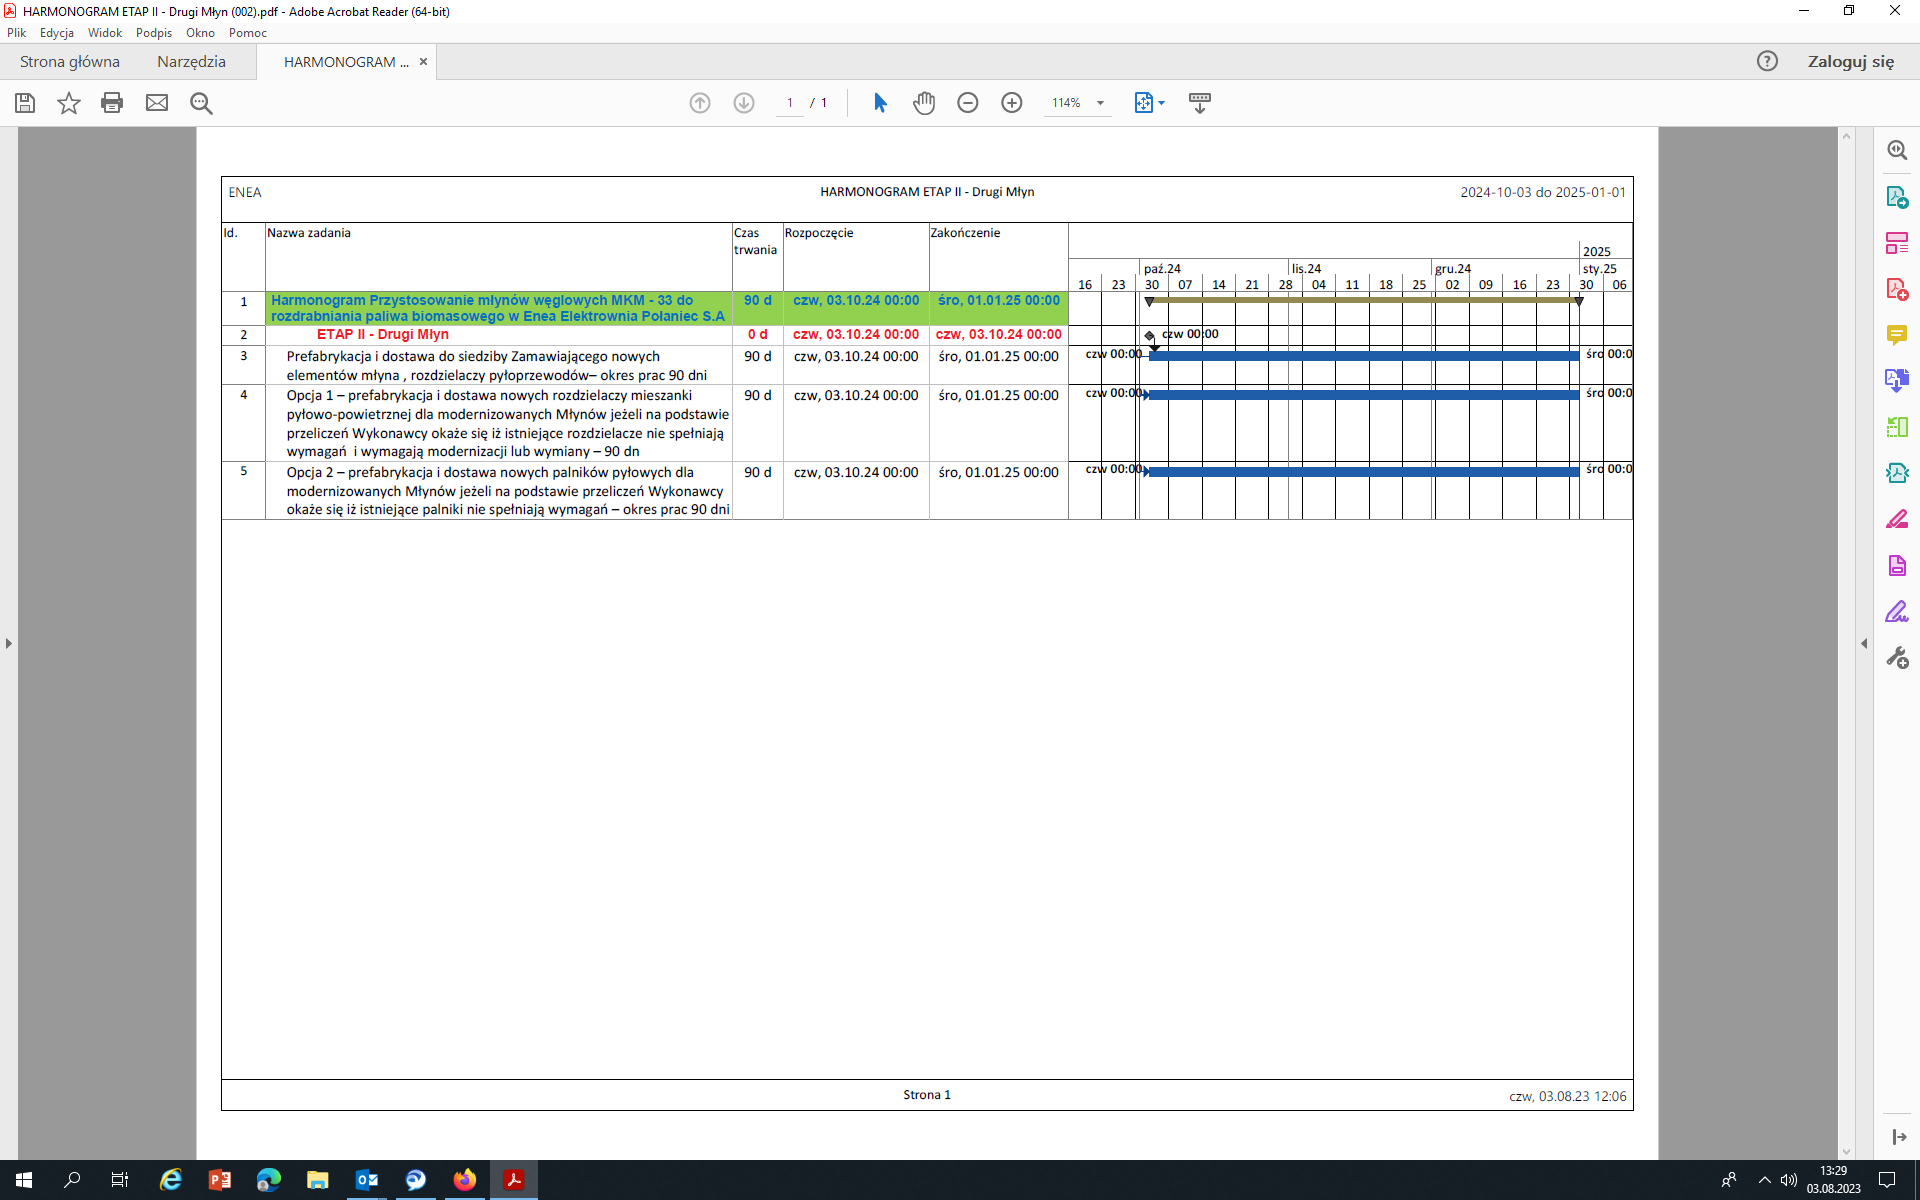 HARMONOGRAM ETAP II - Drugi Młyn (002).pdf - Adobe Acrobat Reader (64-bit)
Plik Edycja Widok Podpis Okno Pomoc
Strona główna Narzędzia HARMONOGRAM ... × Zaloguj się
1 / 1 114%
ENEA HARMONOGRAM ETAP II - Drugi Młyn 2024-10-03 do 2025-01-01
Id. Nazwa zadania Czas trwania Rozpoczęcie Zakończenie
2025
paź.24 lis.24 gru.24 sty.25
16 23 30 07 14 21 28 04 11 18 25 02 09 16 23 30 06
1 Harmonogram Przystosowanie młynów węglowych MKM - 33 do 90 d czw, 03.10.24 00:00 śro, 01.01.25 00:00
rozdrabniania paliwa biomasowego w Enea Elektrownia Połaniec S.A
2 ETAP II - Drugi Młyn 0 d czw, 03.10.24 00:00 czw, 03.10.24 00:00 czw 00:00
3 Prefabrykacja i dostawa do siedziby Zamawiającego nowych 90 d czw, 03.10.24 00:00 śro, 01.01.25 00:00 czw 00:00 śro 00:0
elementów młyna , rozdzielaczy pyłoprzewodów– okres prac 90 dni
4 Opcja 1 – prefabrykacja i dostawa nowych rozdzielaczy mieszanki 90 d czw, 03.10.24 00:00 śro, 01.01.25 00:00 czw 00:00 śro 00:0
pyłowo-powietrznej dla modernizowanych Młynów jeżeli na podstawie
przeliczeń Wykonawcy okaże się iż istniejące rozdzielacze nie spełniają
wymagań i wymagają modernizacji lub wymiany – 90 dn
5 Opcja 2 – prefabrykacja i dostawa nowych palników pyłowych dla 90 d czw, 03.10.24 00:00 śro, 01.01.25 00:00 czw 00:00 śro 00:0
modernizowanych Młynów jeżeli na podstawie przeliczeń Wykonawcy
okaże się iż istniejące palniki nie spełniają wymagań – okres prac 90 dni
Strona 1 czw, 03.08.23 12:06
13:29
03.08.2023